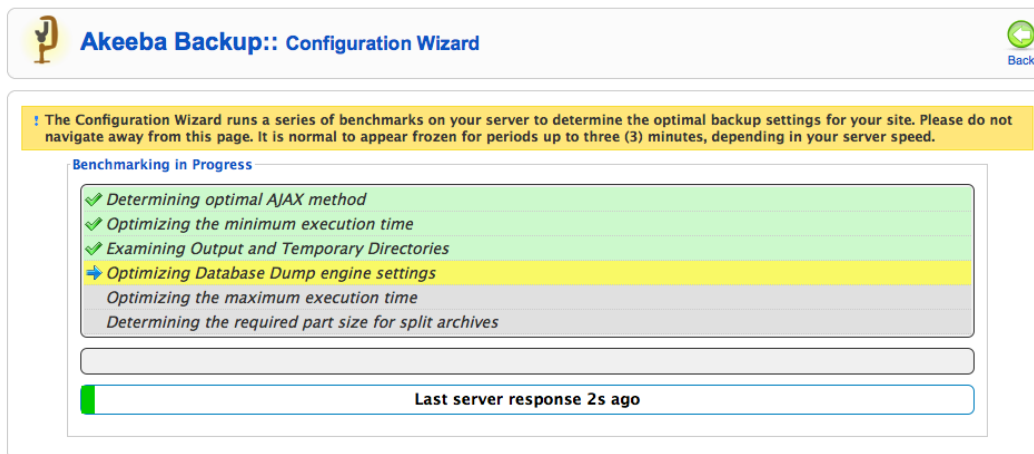 Akeeba Backup:: Configuration Wizard
Back
! The Configuration Wizard runs a series of benchmarks on your server to determine the optimal backup settings for your site. Please do not
navigate away from this page. It is normal to appear frozen for periods up to three (3) minutes, depending in your server speed.
Benchmarking in Progress
Determining optimal AJAX method
Optimizing the minimum execution time
Examining Output and Temporary Directories
Optimizing Database Dump engine settings
Optimizing the maximum execution time
Determining the required part size for split archives
Last server response 2s ago